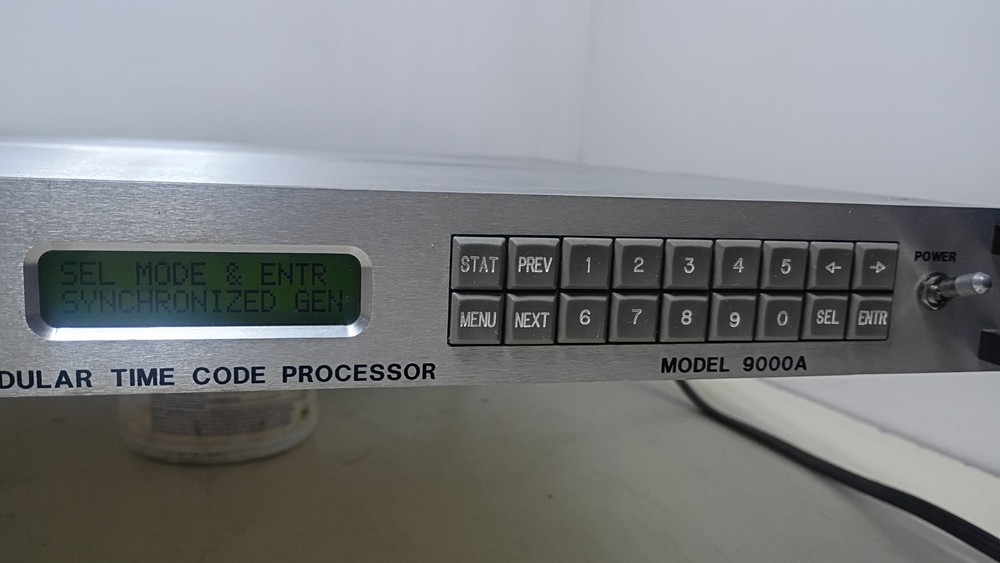 SEL MODE & ENTR
SYNCHRONIZED GEN
DULAR TIME CODE PROCESSOR
STAT PREV 1 2 3 4 5 ← →
MENU NEXT 6 7 8 9 0 SEL ENTR
MODEL 9000A
POWER